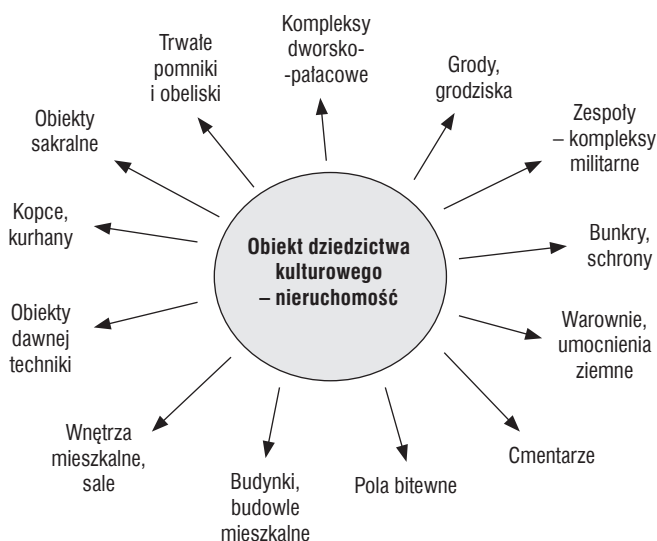 Kompleksy
dworsko-
-pałacowe
Grody,
grodziska
Zespoły
– kompleksy
militarne
Bunkry,
schrony
Warownie,
umocnienia
ziemne
Cmentarze
Pola bitewne
Budynki,
budowle
mieszkalne
Wnętrza
mieszkalne,
sale
Obiekty
dawnej
techniki
Kopce,
kurhany
Obiekty
sakralne
Trwałe
pomniki
i obeliski
Obiekt dziedzictwa
kulturowego
– nieruchomość